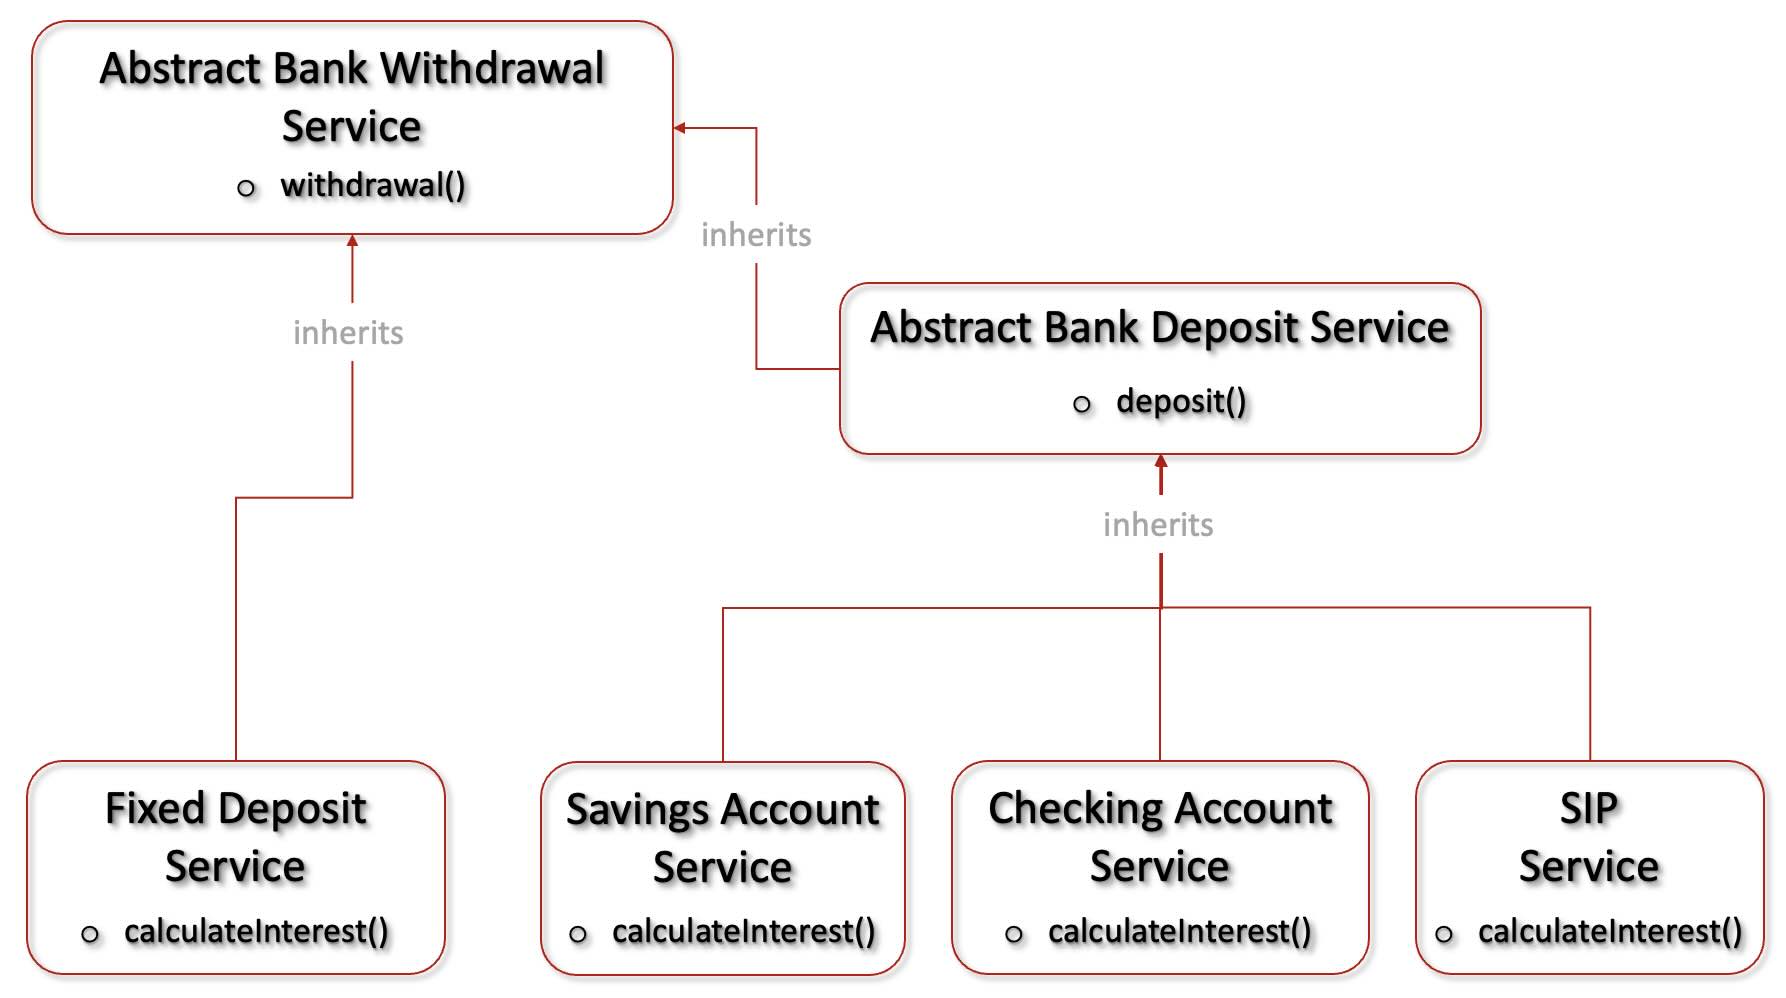 Abstract Bank Withdrawal
Service
withdrawal()
inherits
inherits
Abstract Bank Deposit Service
deposit()
inherits
Fixed Deposit
Service
calculateInterest()
Savings Account
Service
calculateInterest()
Checking Account
Service
calculateInterest()
SIP
Service
calculateInterest()